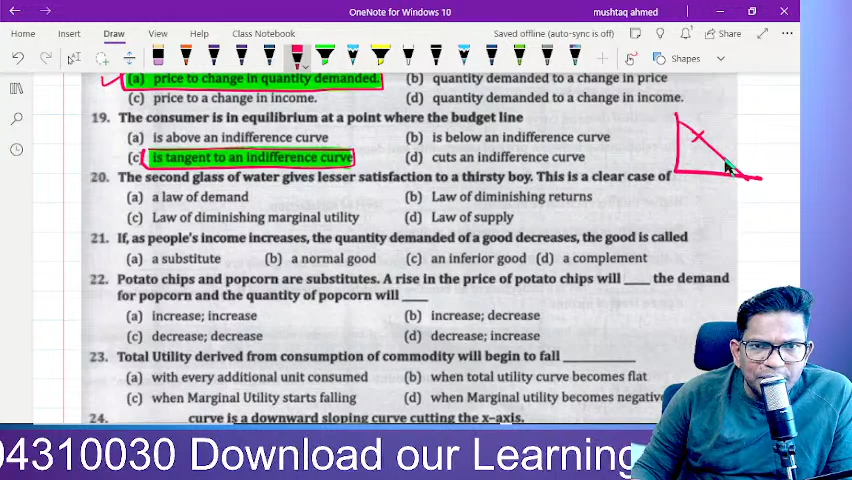 OneNote for Windows 10
mushtaq ahmed
Home Insert Draw View Class Notebook
Saved offline (auto-sync is off)
Share
Shapes
(a) price to change in quantity demanded. (b) quantity demanded to a change in price
(c) price to a change in income. (d) quantity demanded to a change in income.
19. The consumer is in equilibrium at a point where the budget line
(a) is above an indifference curve (b) is below an indifference curve
(c) is tangent to an indifference curve (d) cuts an indifference curve
20. The second glass of water gives lesser satisfaction to a thirsty boy. This is a clear case of
(a) a law of demand (b) Law of diminishing returns
(c) Law of diminishing marginal utility (d) Law of supply
21. If, as people's income increases, the quantity demanded of a good decreases, the good is called
(a) a substitute (b) a normal good (c) an inferior good (d) a complement
22. Potato chips and popcorn are substitutes. A rise in the price of potato chips will ____ the demand
for popcorn and the quantity of popcorn will ____
(a) increase; increase (b) increase; decrease
(c) decrease; decrease (d) decrease; increase
23. Total Utility derived from consumption of commodity will begin to fall ___________
(a) with every additional unit consumed (b) when total utility curve becomes flat
(c) when Marginal Utility starts falling (d) when Marginal utility becomes negative
24. ___________ curve is a downward sloping curve cutting the x-axis.
94310030 Download our Learning